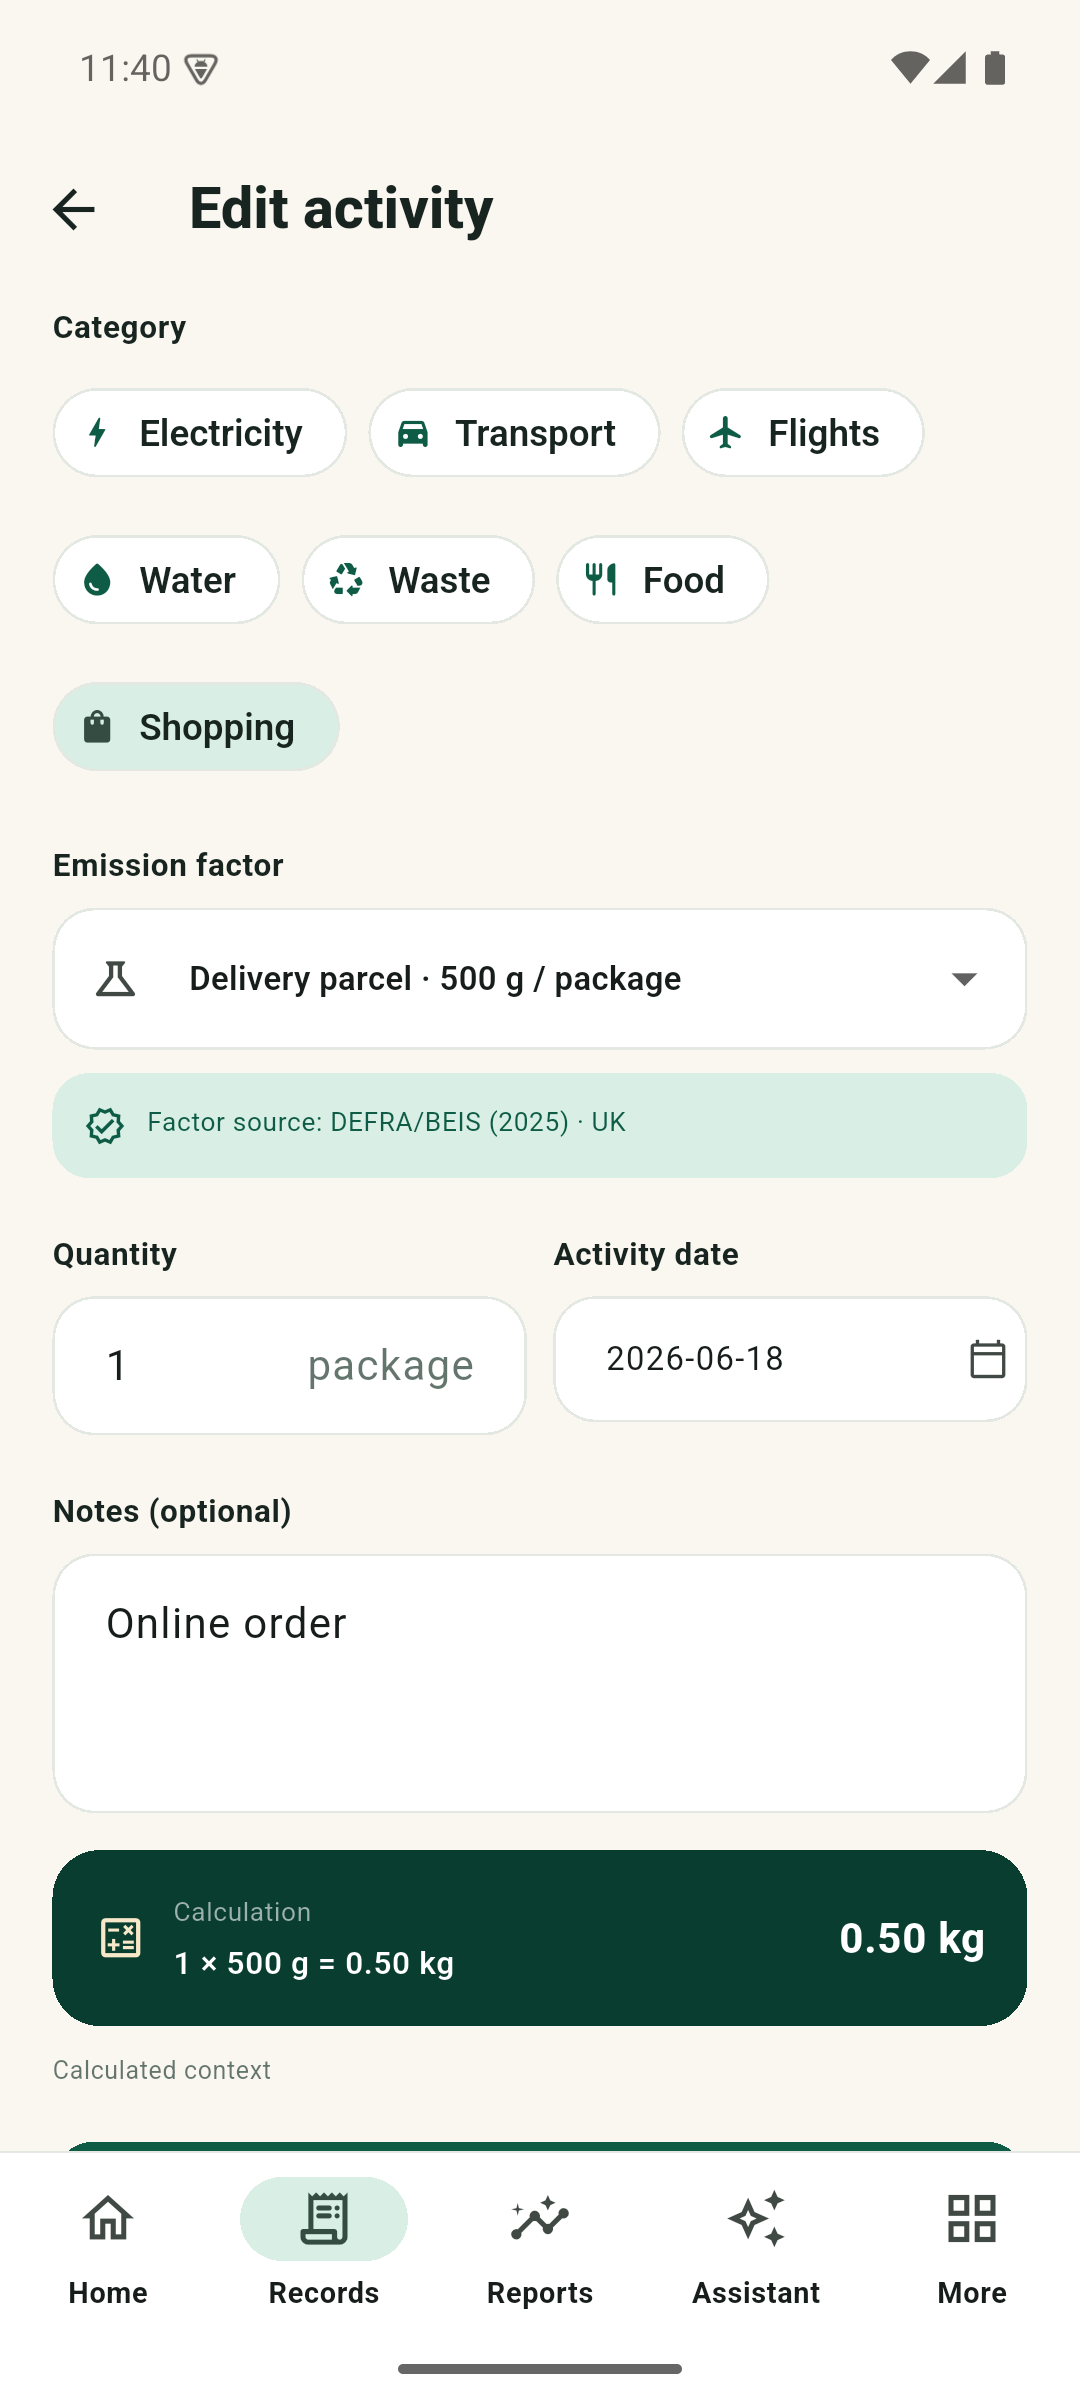 11:40
Edit activity
Category
Electricity
Transport
Flights
Water
Waste
Food
Shopping
Emission factor
Delivery parcel · 500 g / package
Factor source: DEFRA/BEIS (2025) · UK
Quantity
Activity date
1 package
2026-06-18
Notes (optional)
Online order
Calculation
1 × 500 g = 0.50 kg
0.50 kg
Calculated context
Home
Records
Reports
Assistant
More